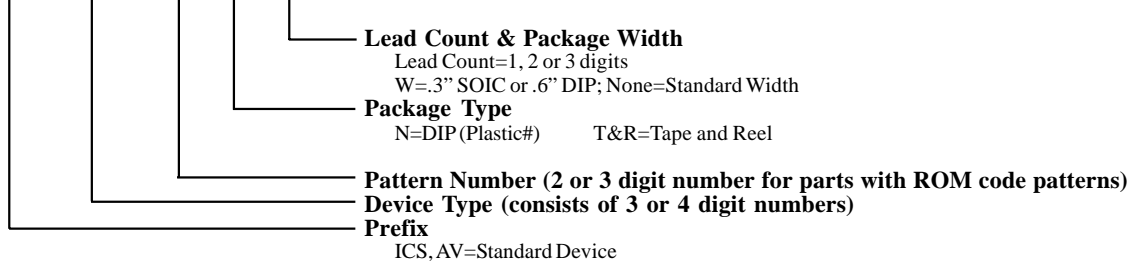 Lead Count & Package Width
Lead Count=1, 2 or 3 digits
W=.3” SOIC or .6” DIP; None=Standard Width
Package Type
N=DIP (Plastic#) T&R=Tape and Reel
Pattern Number (2 or 3 digit number for parts with ROM code patterns)
Device Type (consists of 3 or 4 digit numbers)
Prefix
ICS, AV=Standard Device